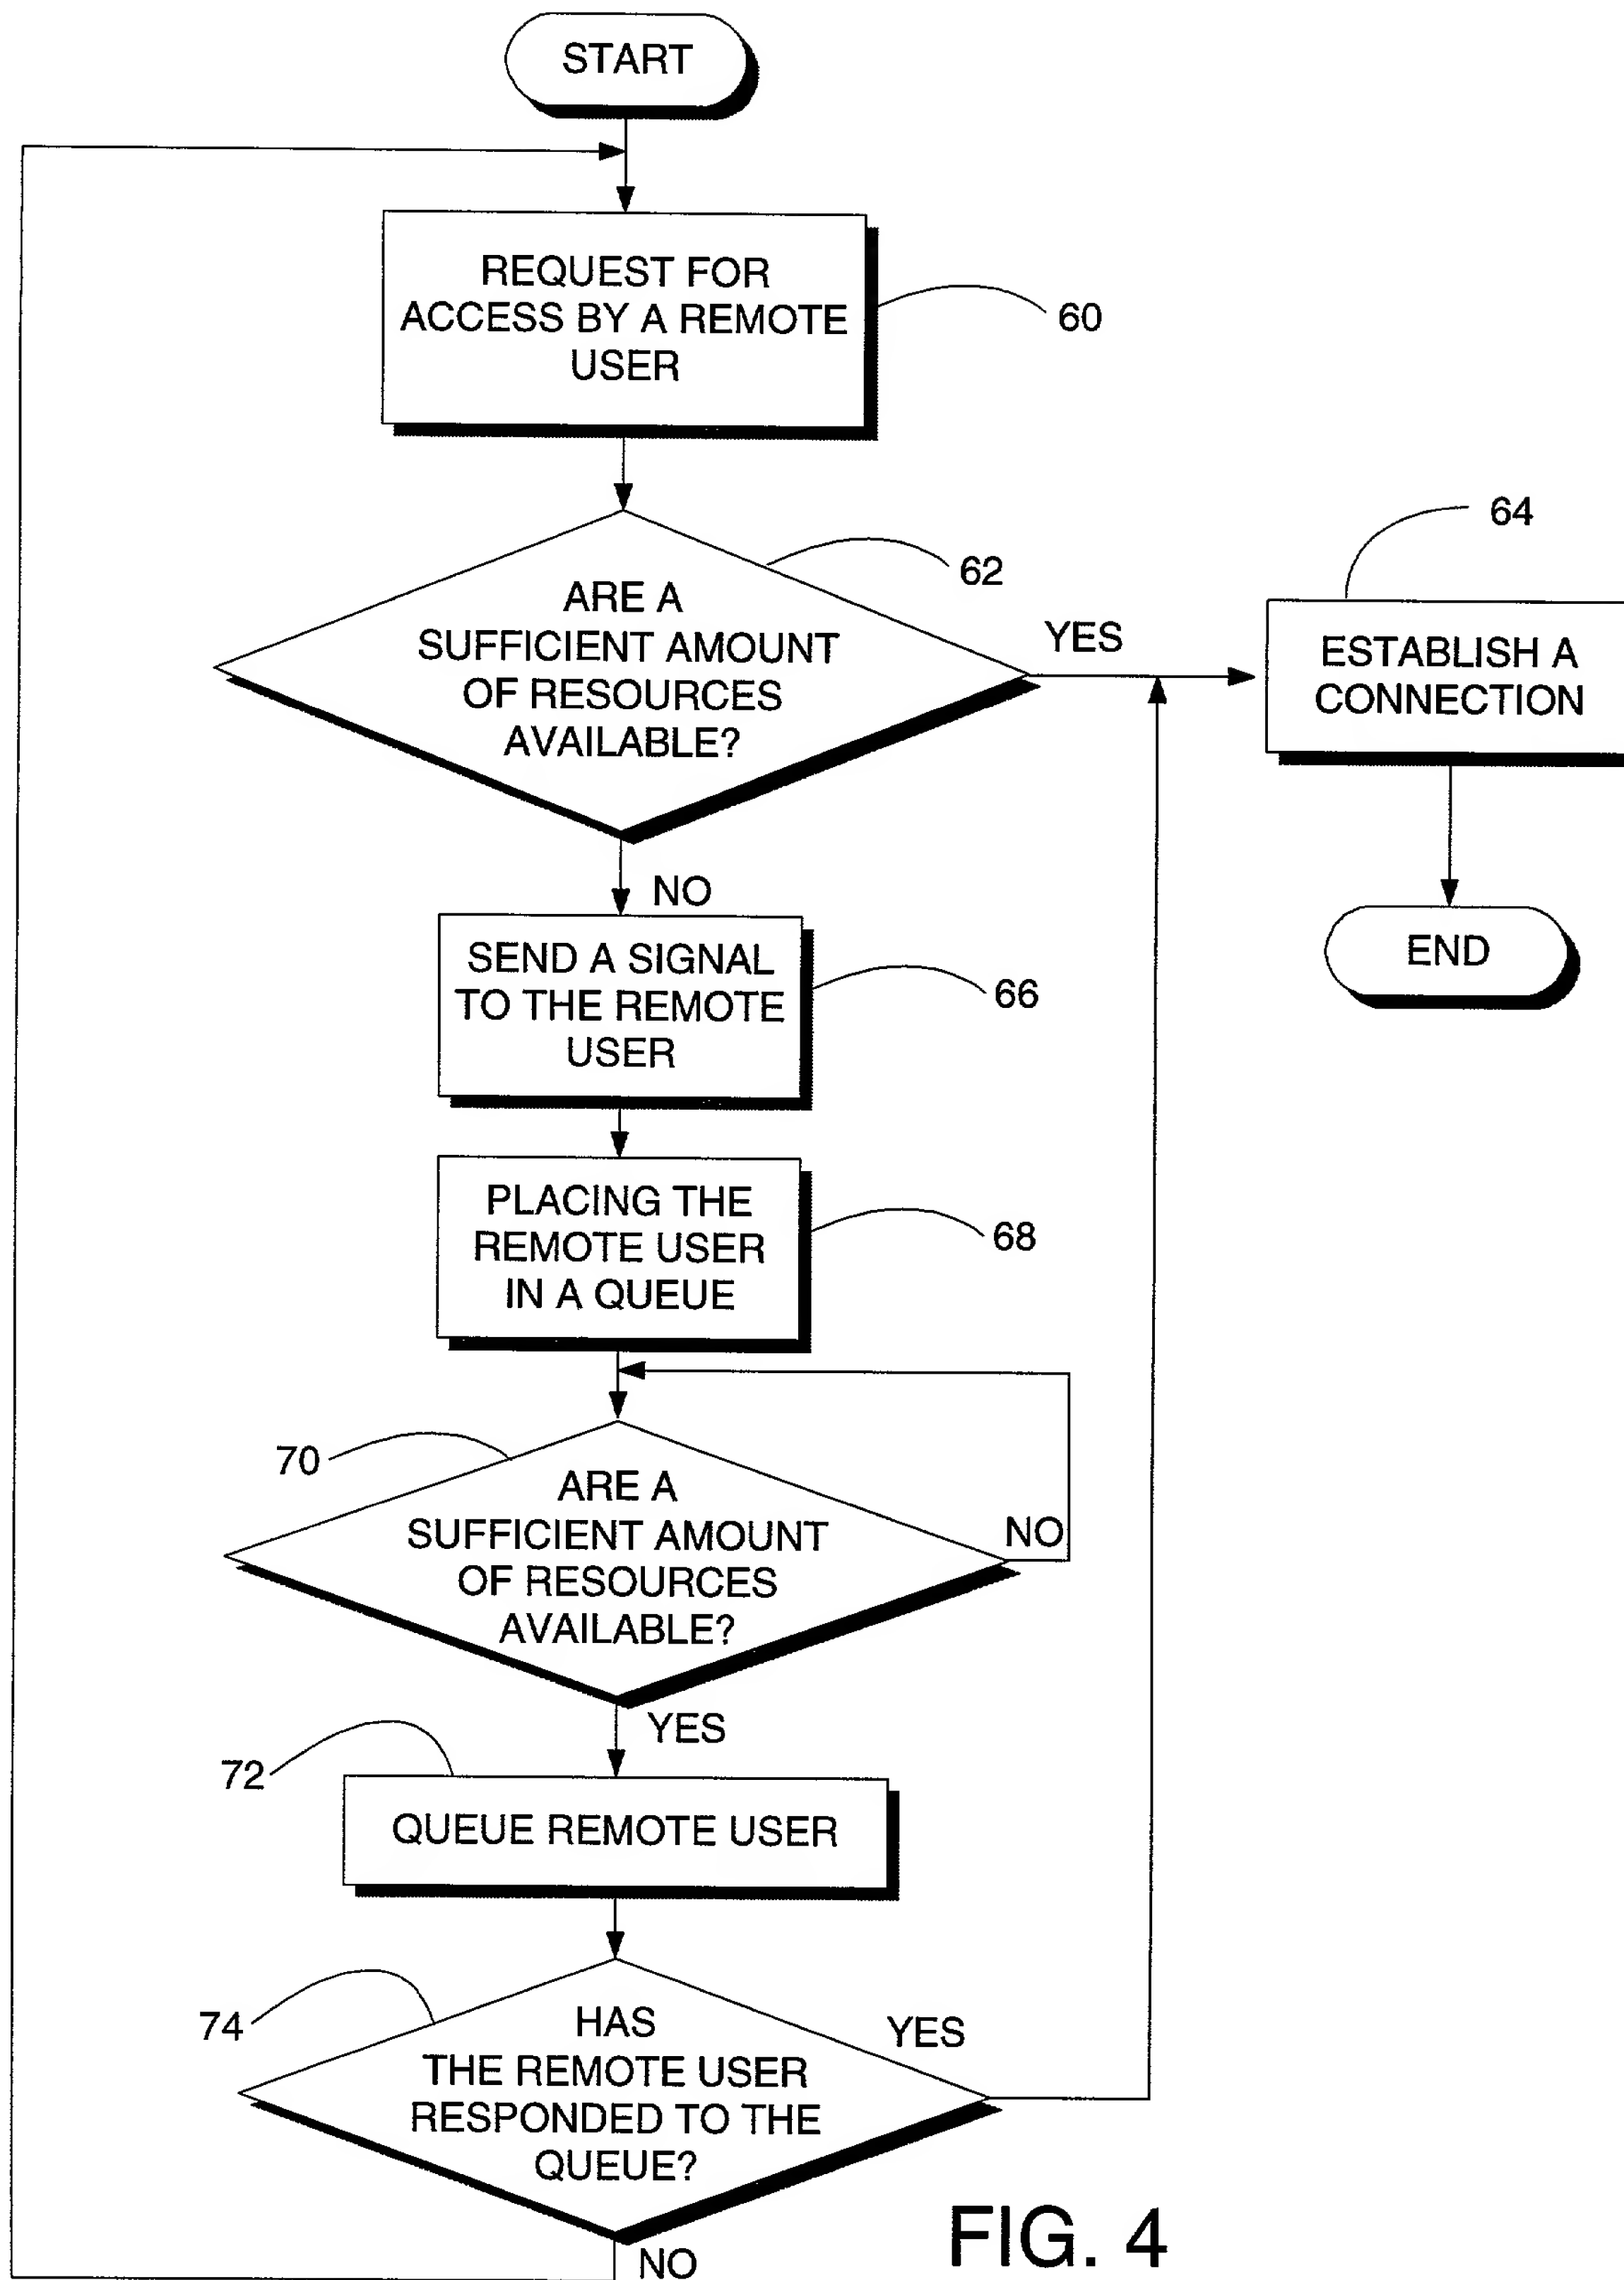 START
REQUEST FOR
ACCESS BY A REMOTE
USER
60
62
ARE A
SUFFICIENT AMOUNT
OF RESOURCES
AVAILABLE?
YES
64
ESTABLISH A
CONNECTION
END
NO
SEND A SIGNAL
TO THE REMOTE
USER
66
PLACING THE
REMOTE USER
IN A QUEUE
68
70
ARE A
SUFFICIENT AMOUNT
OF RESOURCES
AVAILABLE?
NO
YES
72
QUEUE REMOTE USER
74
HAS
THE REMOTE USER
RESPONDED TO THE
QUEUE?
YES
NO
FIG. 4